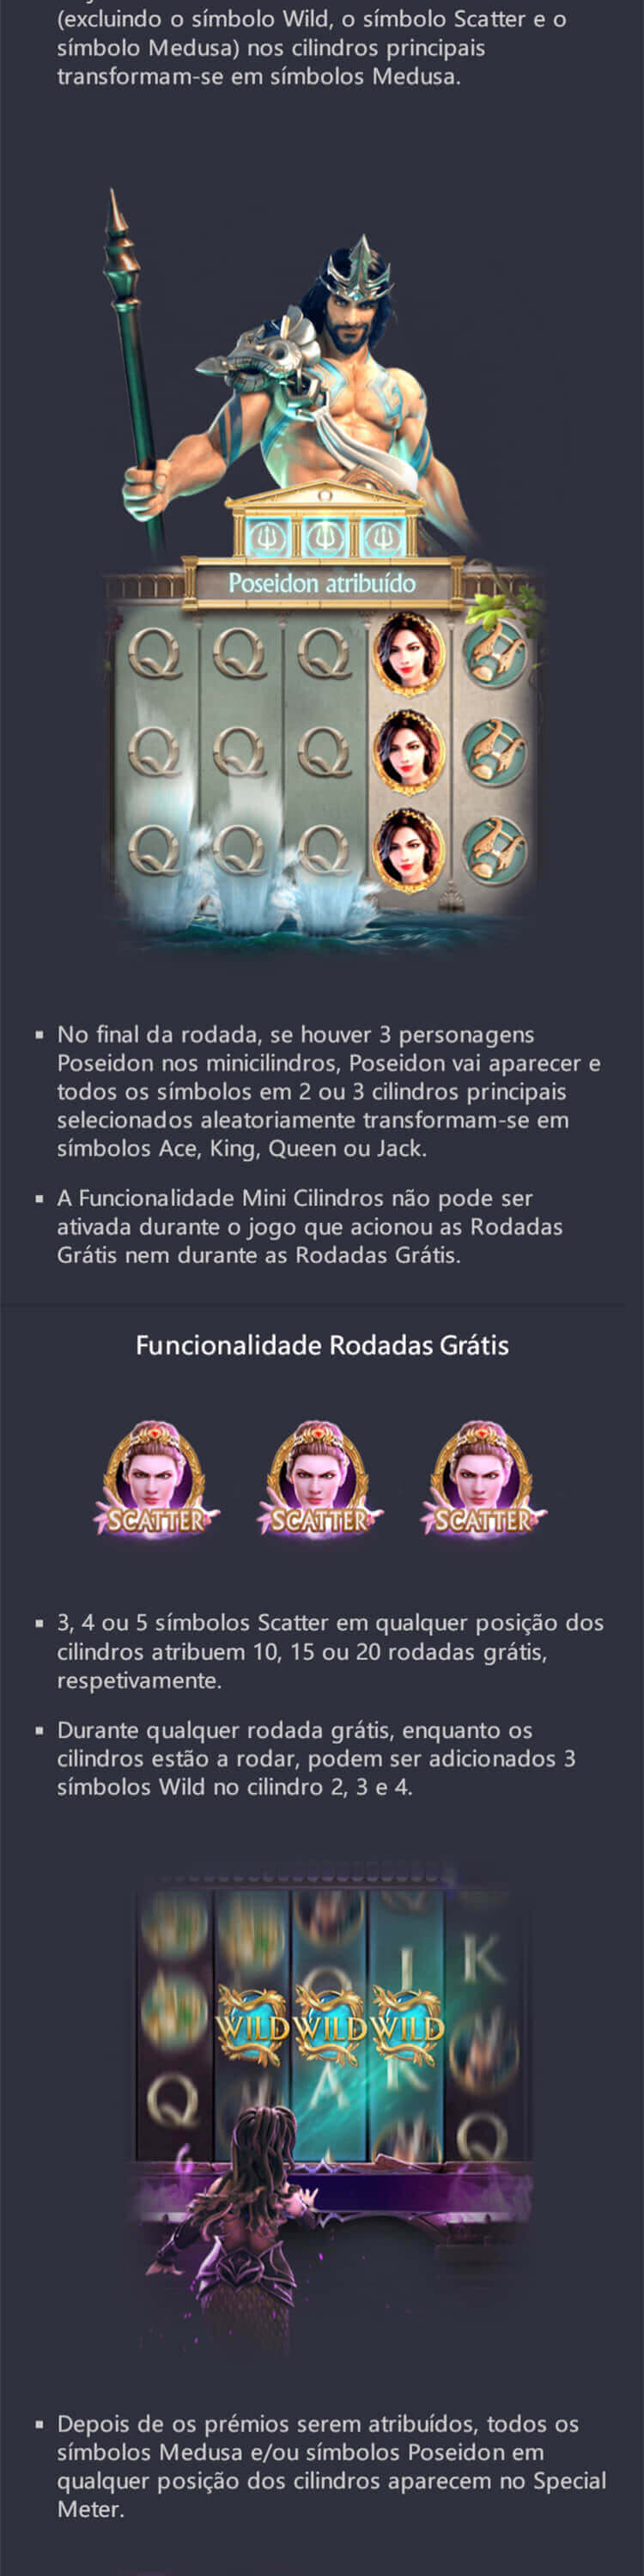 (excluindo o símbolo Wild, o símbolo Scatter e o
símbolo Medusa) nos cilindros principais
transformam-se em símbolos Medusa.
Poseidon atribuído
Q Q Q
Q Q Q
Q Q Q
No final da rodada, se houver 3 personagens
Poseidon nos minicilindros, Poseidon vai aparecer e
todos os símbolos em 2 ou 3 cilindros principais
selecionados aleatoriamente transformam-se em
símbolos Ace, King, Queen ou Jack.
A Funcionalidade Mini Cilindros não pode ser
ativada durante o jogo que acionou as Rodadas
Grátis nem durante as Rodadas Grátis.
Funcionalidade Rodadas Grátis
SCATTER SCATTER SCATTER
3, 4 ou 5 símbolos Scatter em qualquer posição dos
cilindros atribuem 10, 15 ou 20 rodadas grátis,
respetivamente.
Durante qualquer rodada grátis, enquanto os
cilindros estão a rodar, podem ser adicionados 3
símbolos Wild no cilindro 2, 3 e 4.
J K
WILD WILD WILD
Q A K Q
Depois de os prémios serem atribuídos, todos os
símbolos Medusa e/ou símbolos Poseidon em
qualquer posição dos cilindros aparecem no Special
Meter.